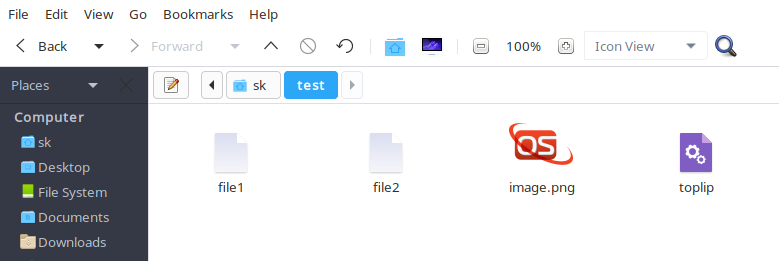 File Edit View Go Bookmarks Help
Back Forward 100% Icon View
Places sk test
Computer
sk
Desktop
File System
Documents
Downloads
OS
file1 file2 image.png toplip